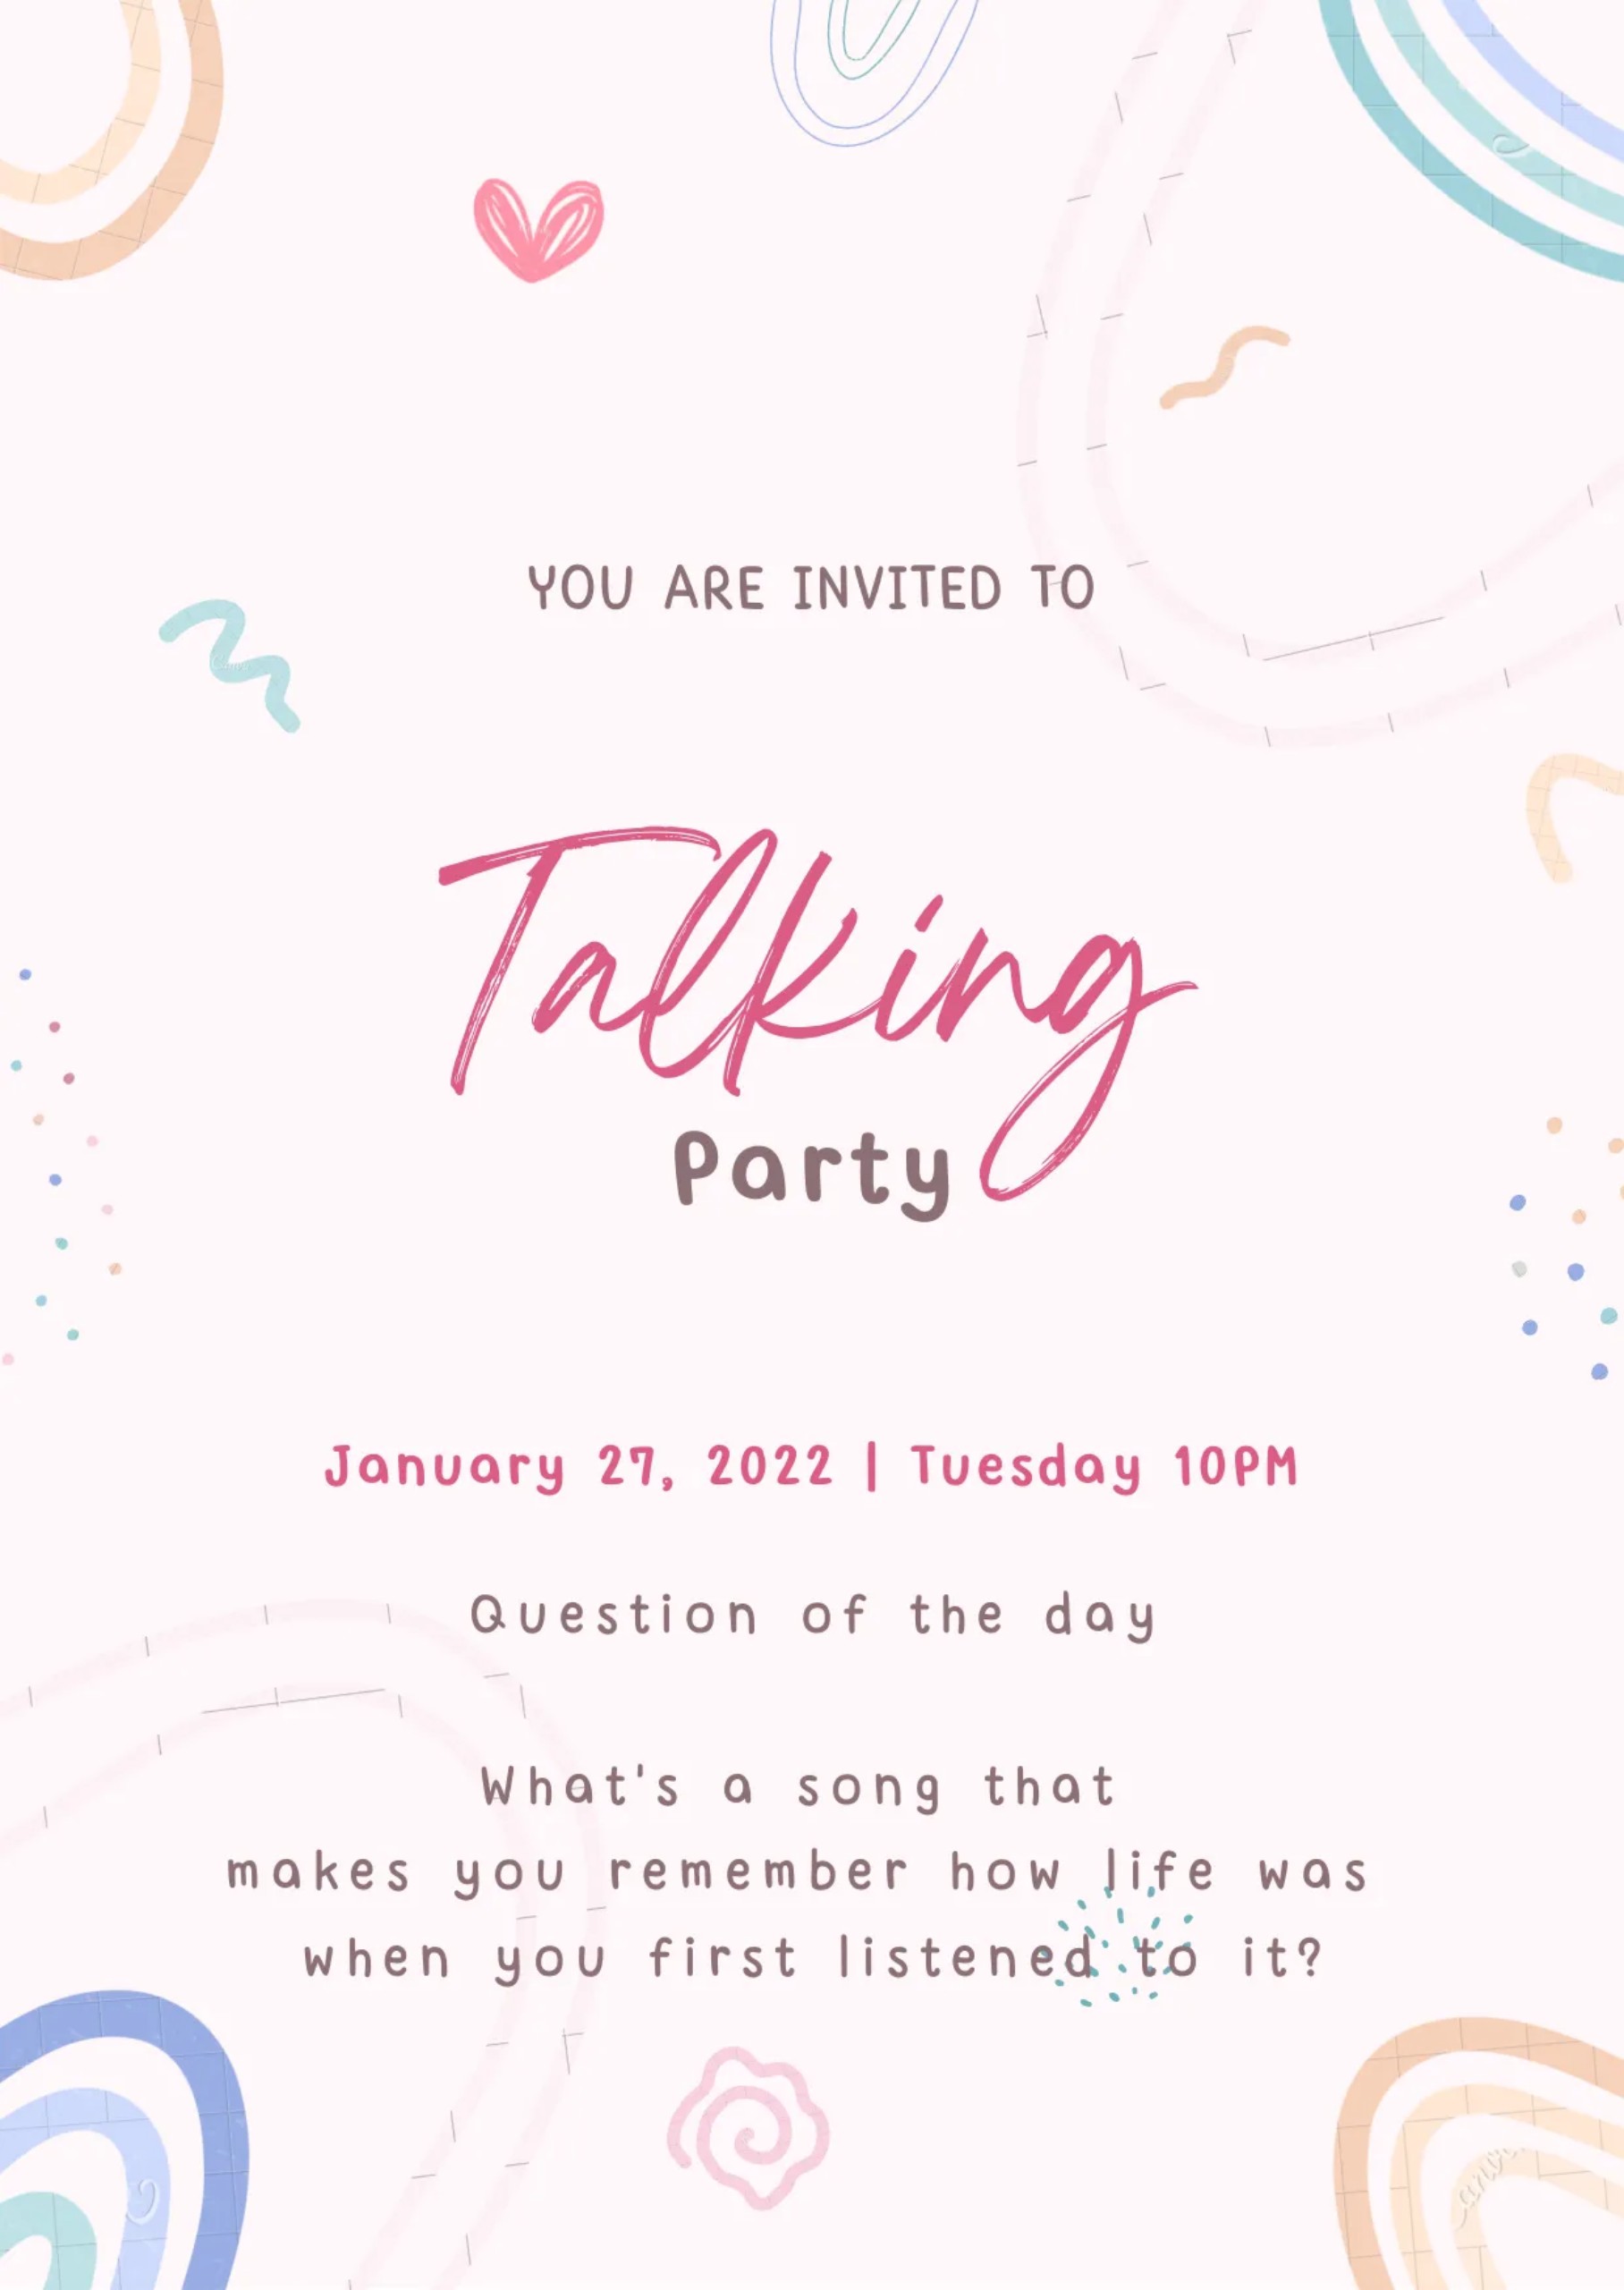 YOU ARE INVITED TO
Talking
Party
January 27, 2022 | Tuesday 10PM
Question of the day
What's a song that
makes you remember how life was
when you first listened to it?